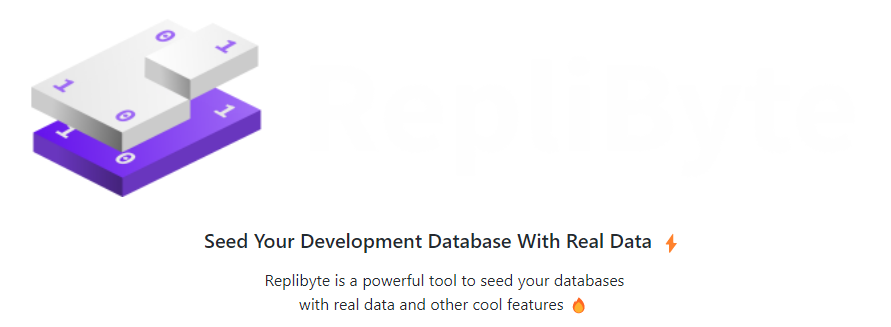 1
0
1
1
0
1
0
1
RepliByte
Seed Your Development Database With Real Data ⚡
Replibyte is a powerful tool to seed your databases
with real data and other cool features 🔥